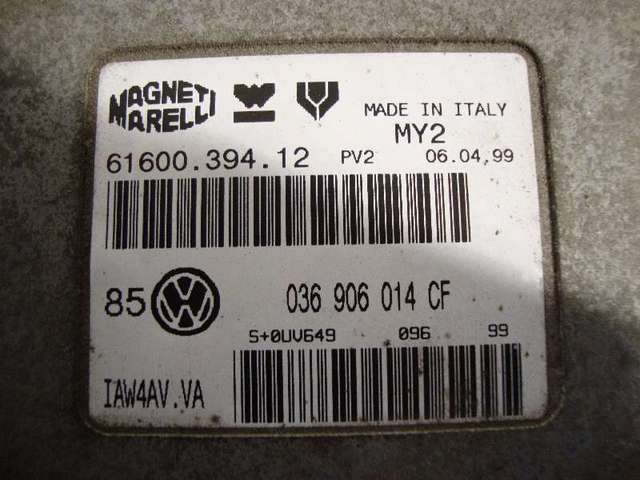 MAGNETI MARELLI
MADE IN ITALY
MY2
61600.394.12 PV2 06.04.99
85 VW 036 906 014 CF
S+0UV649 096 99
IAW4AV.VA